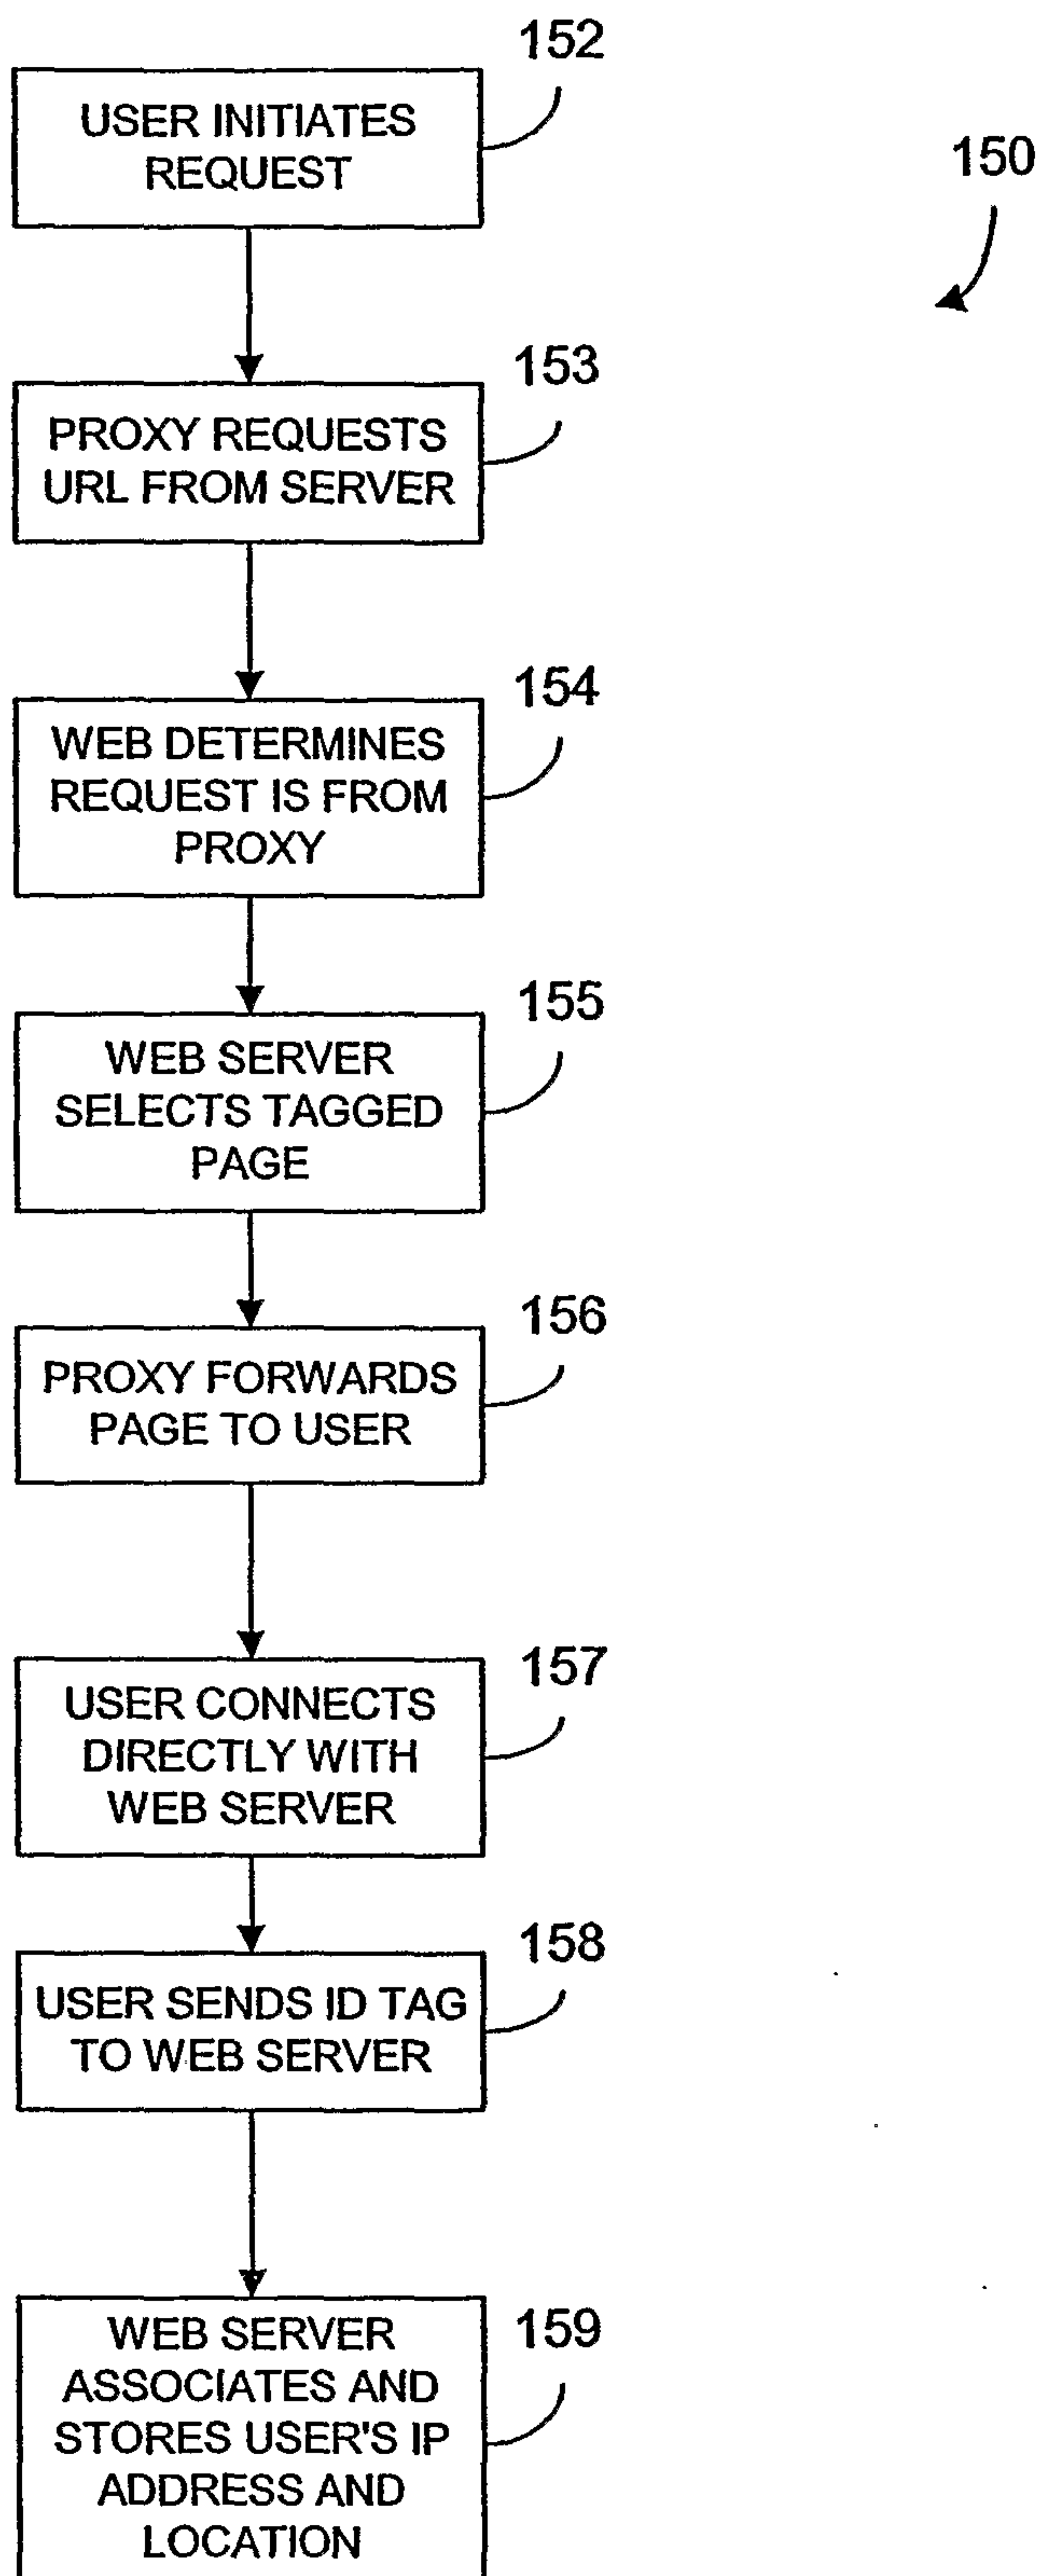 152
USER INITIATES
REQUEST
150
153
PROXY REQUESTS
URL FROM SERVER
154
WEB DETERMINES
REQUEST IS FROM
PROXY
155
WEB SERVER
SELECTS TAGGED
PAGE
156
PROXY FORWARDS
PAGE TO USER
157
USER CONNECTS
DIRECTLY WITH
WEB SERVER
158
USER SENDS ID TAG
TO WEB SERVER
159
WEB SERVER
ASSOCIATES AND
STORES USER'S IP
ADDRESS AND
LOCATION